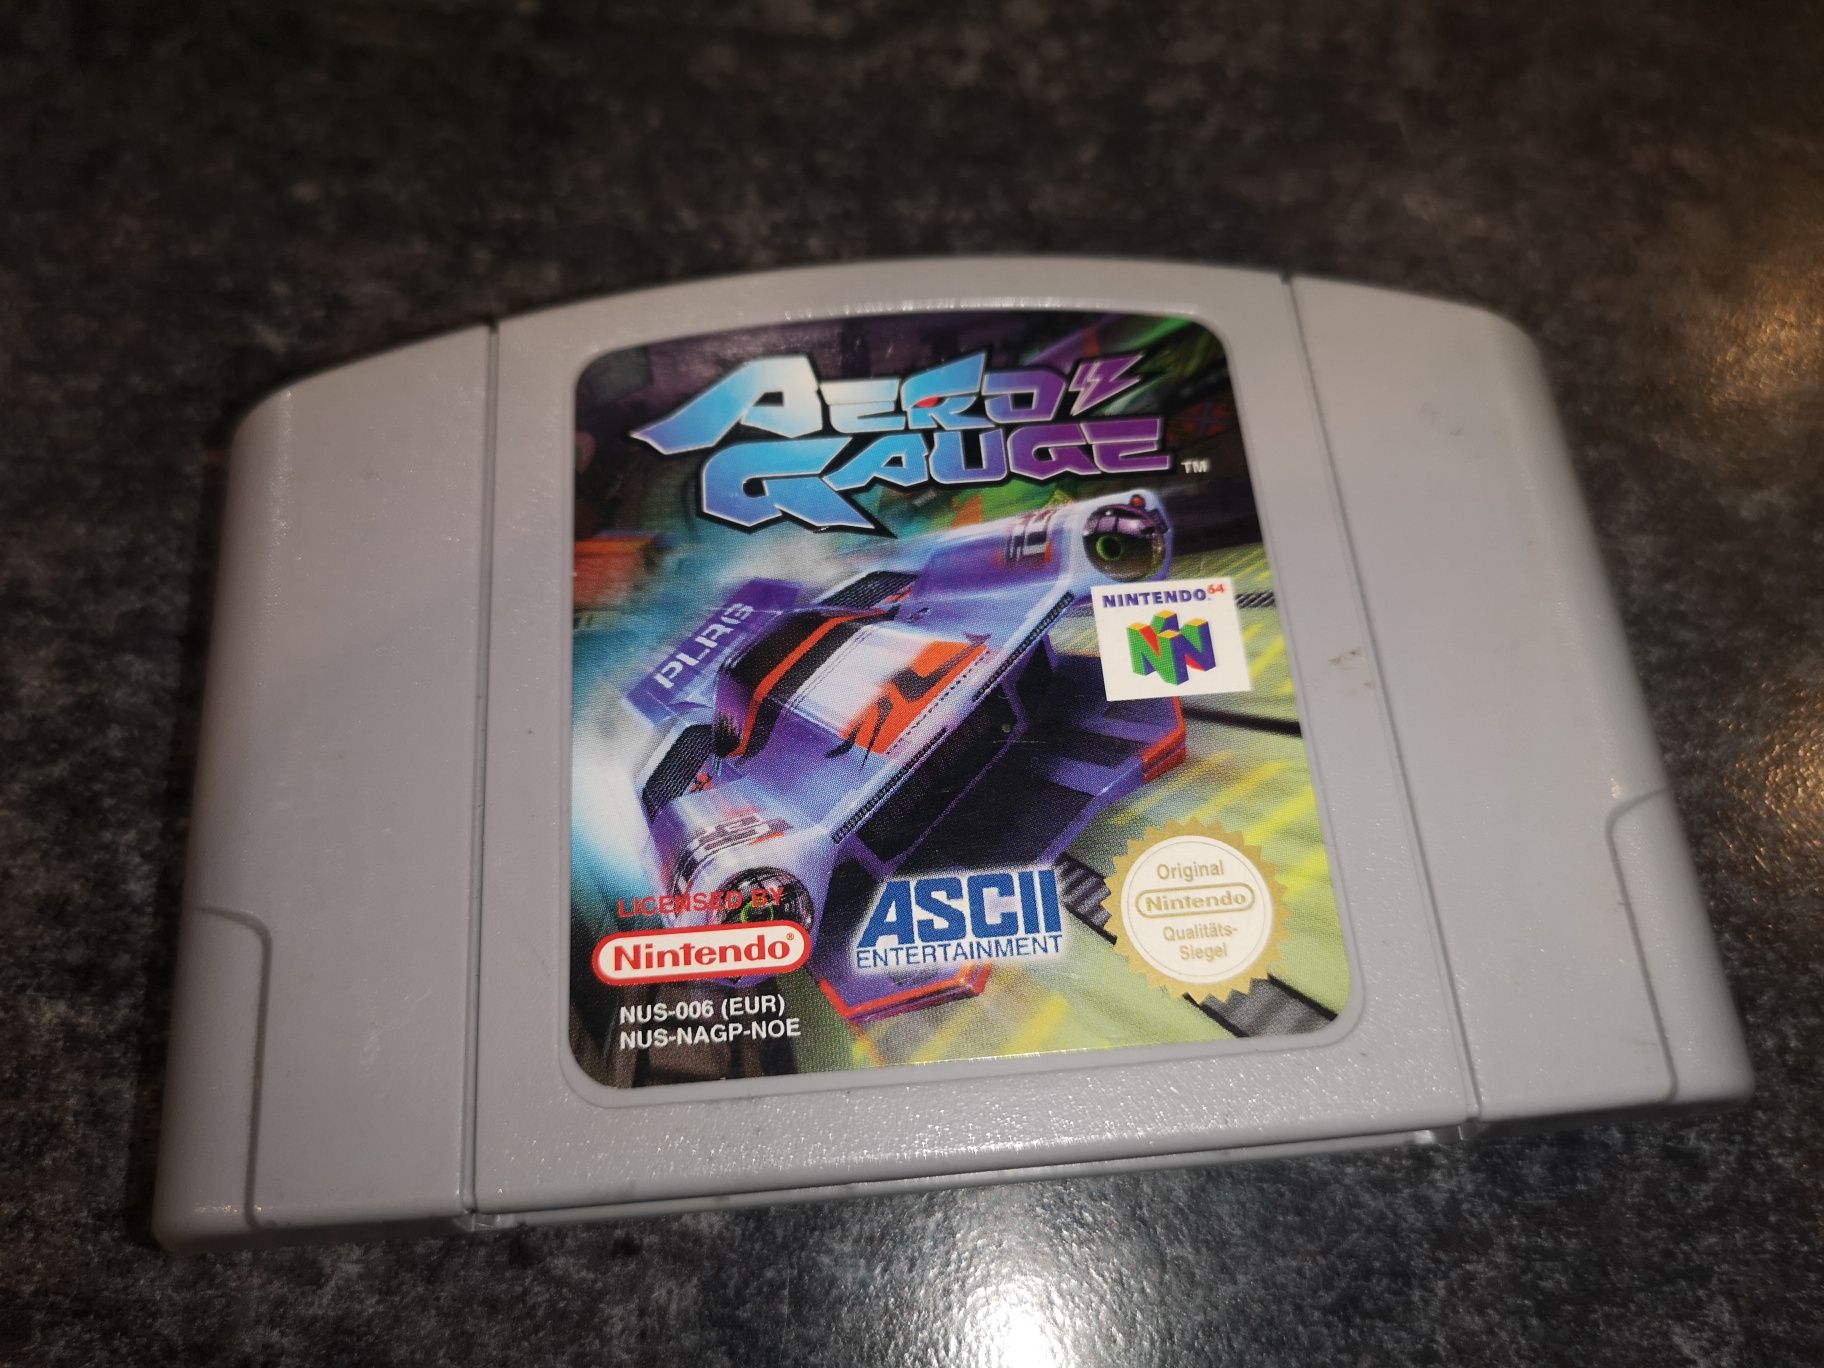 AERO
GAUGE ™
NINTENDO 64
PURG
LICENSED BY
Nintendo®
NUS-006 (EUR)
NUS-NAGP-NOE
ASCII
ENTERTAINMENT
Original
Nintendo
Qualitäts-
Siegel